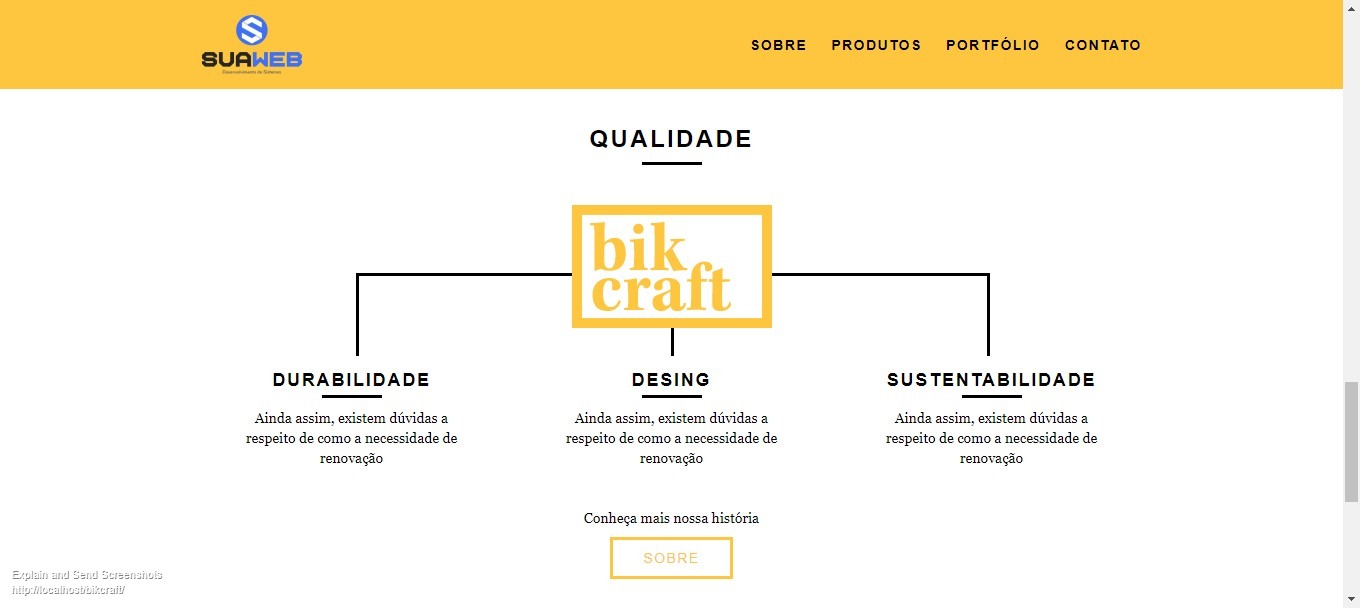 SUAWEB
Desenvolvimento de Sistemas
SOBRE PRODUTOS PORTFÓLIO CONTATO
QUALIDADE
bik
craft
DURABILIDADE
Ainda assim, existem dúvidas a
respeito de como a necessidade de
renovação
DESING
Ainda assim, existem dúvidas a
respeito de como a necessidade de
renovação
SUSTENTABILIDADE
Ainda assim, existem dúvidas a
respeito de como a necessidade de
renovação
Conheça mais nossa história
SOBRE
Explain and Send Screenshots
http://localhost/bikcraft/